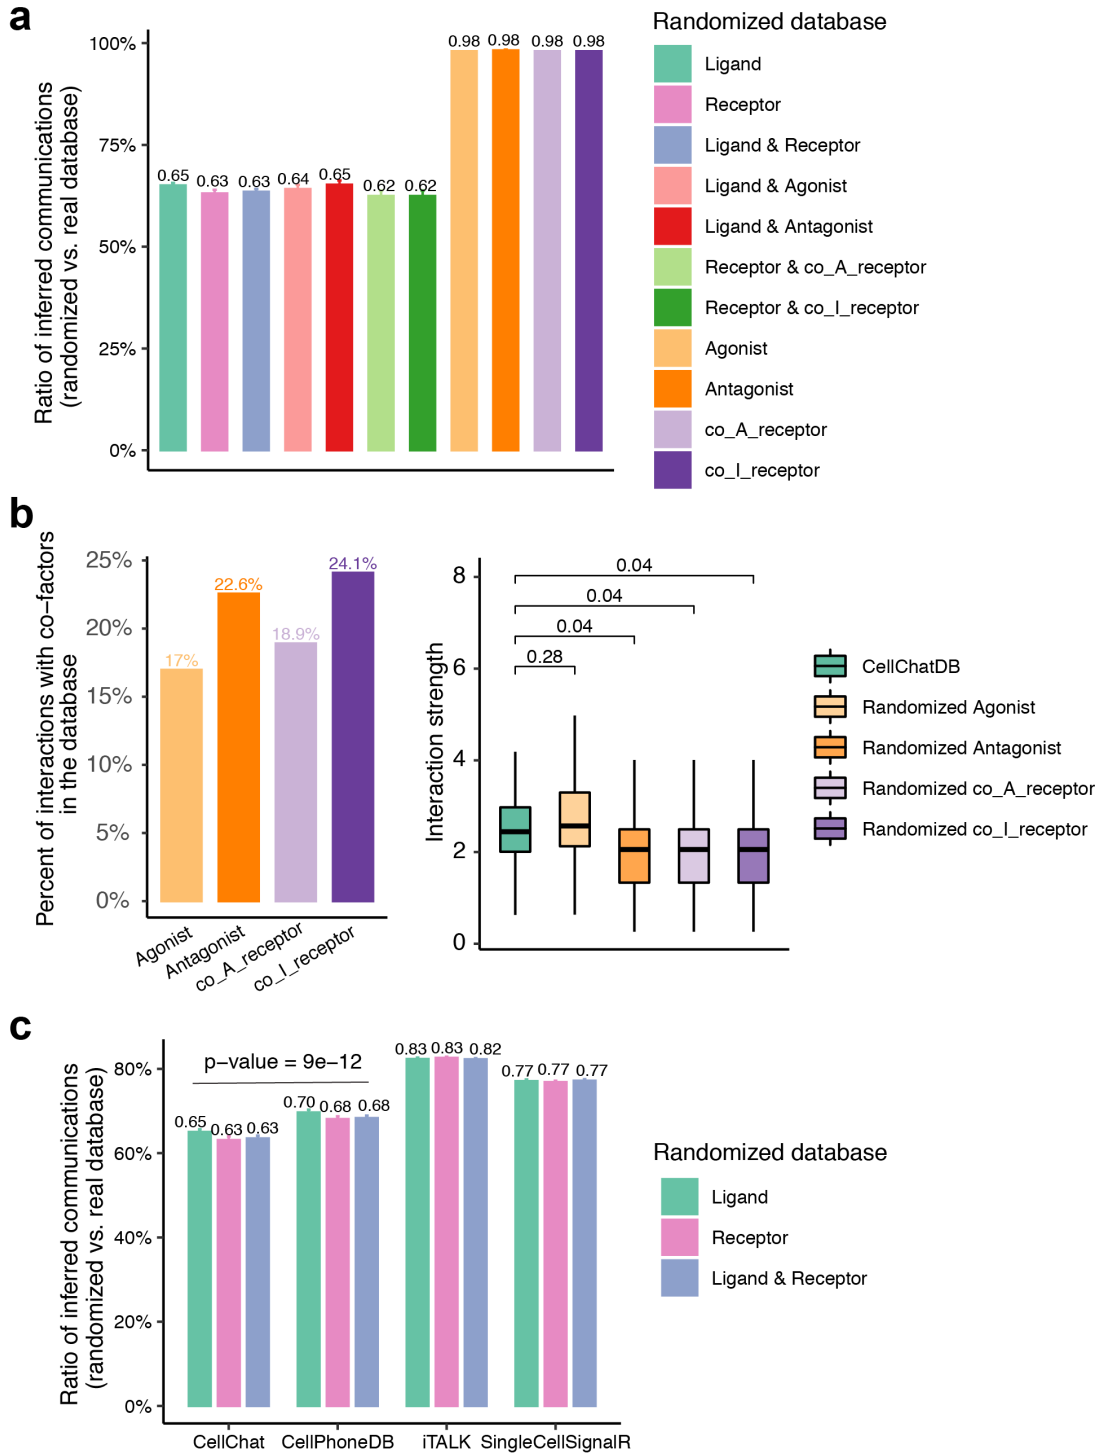 a
Ratio of inferred communications
(randomized vs. real database)
100%
75%
50%
25%
0%
0.65
0.63
0.63
0.64
0.65
0.62
0.62
0.98
0.98
0.98
0.98
Randomized database
Ligand
Receptor
Ligand & Receptor
Ligand & Agonist
Ligand & Antagonist
Receptor & co_A_receptor
Receptor & co_I_receptor
Agonist
Antagonist
co_A_receptor
co_I_receptor
b
Percent of interactions with co−factors
in the database
25%
20%
15%
10%
5%
0%
17%
22.6%
18.9%
24.1%
Agonist
Antagonist
co_A_receptor
co_I_receptor
Interaction strength
8
6
4
2
0
0.04
0.04
0.04
0.28
CellChatDB
Randomized Agonist
Randomized Antagonist
Randomized co_A_receptor
Randomized co_I_receptor
c
Ratio of inferred communications
(randomized vs. real database)
80%
60%
40%
20%
0%
p−value = 9e−12
0.65
0.63
0.63
0.70
0.68
0.68
0.83
0.83
0.82
0.77
0.77
0.77
CellChat
CellPhoneDB
iTALK
SingleCellSignalR
Randomized database
Ligand
Receptor
Ligand & Receptor